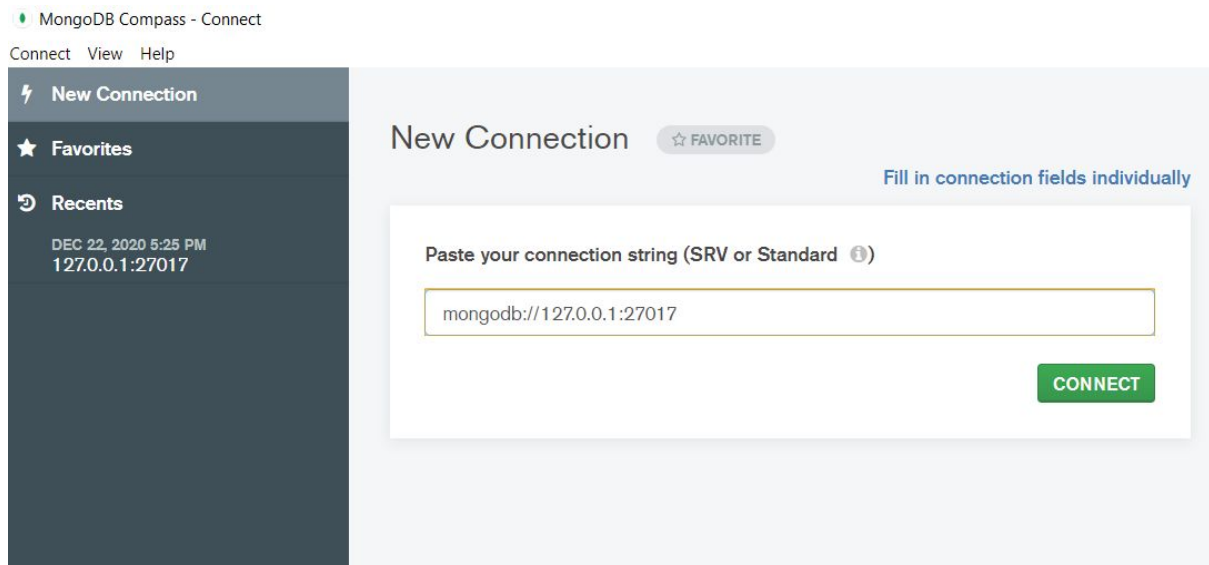 MongoDB Compass - Connect
Connect View Help
New Connection
Favorites
Recents
DEC 22, 2020 5:25 PM
127.0.0.1:27017
New Connection
FAVORITE
Fill in connection fields individually
Paste your connection string (SRV or Standard i)
mongodb://127.0.0.1:27017
CONNECT